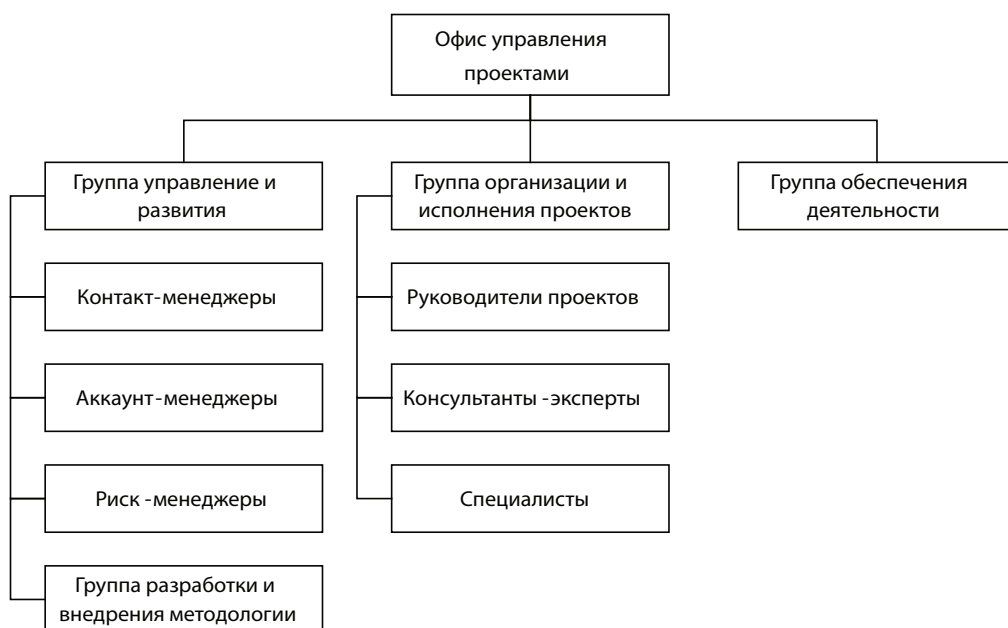 Офис управления
проектами
Группа управление и
развития
Группа организации и
исполнения проектов
Группа обеспечения
деятельности
Контакт-менеджеры
Руководители проектов
Аккаунт-менеджеры
Консультанты -эксперты
Риск -менеджеры
Специалисты
Группа разработки и
внедрения методологии